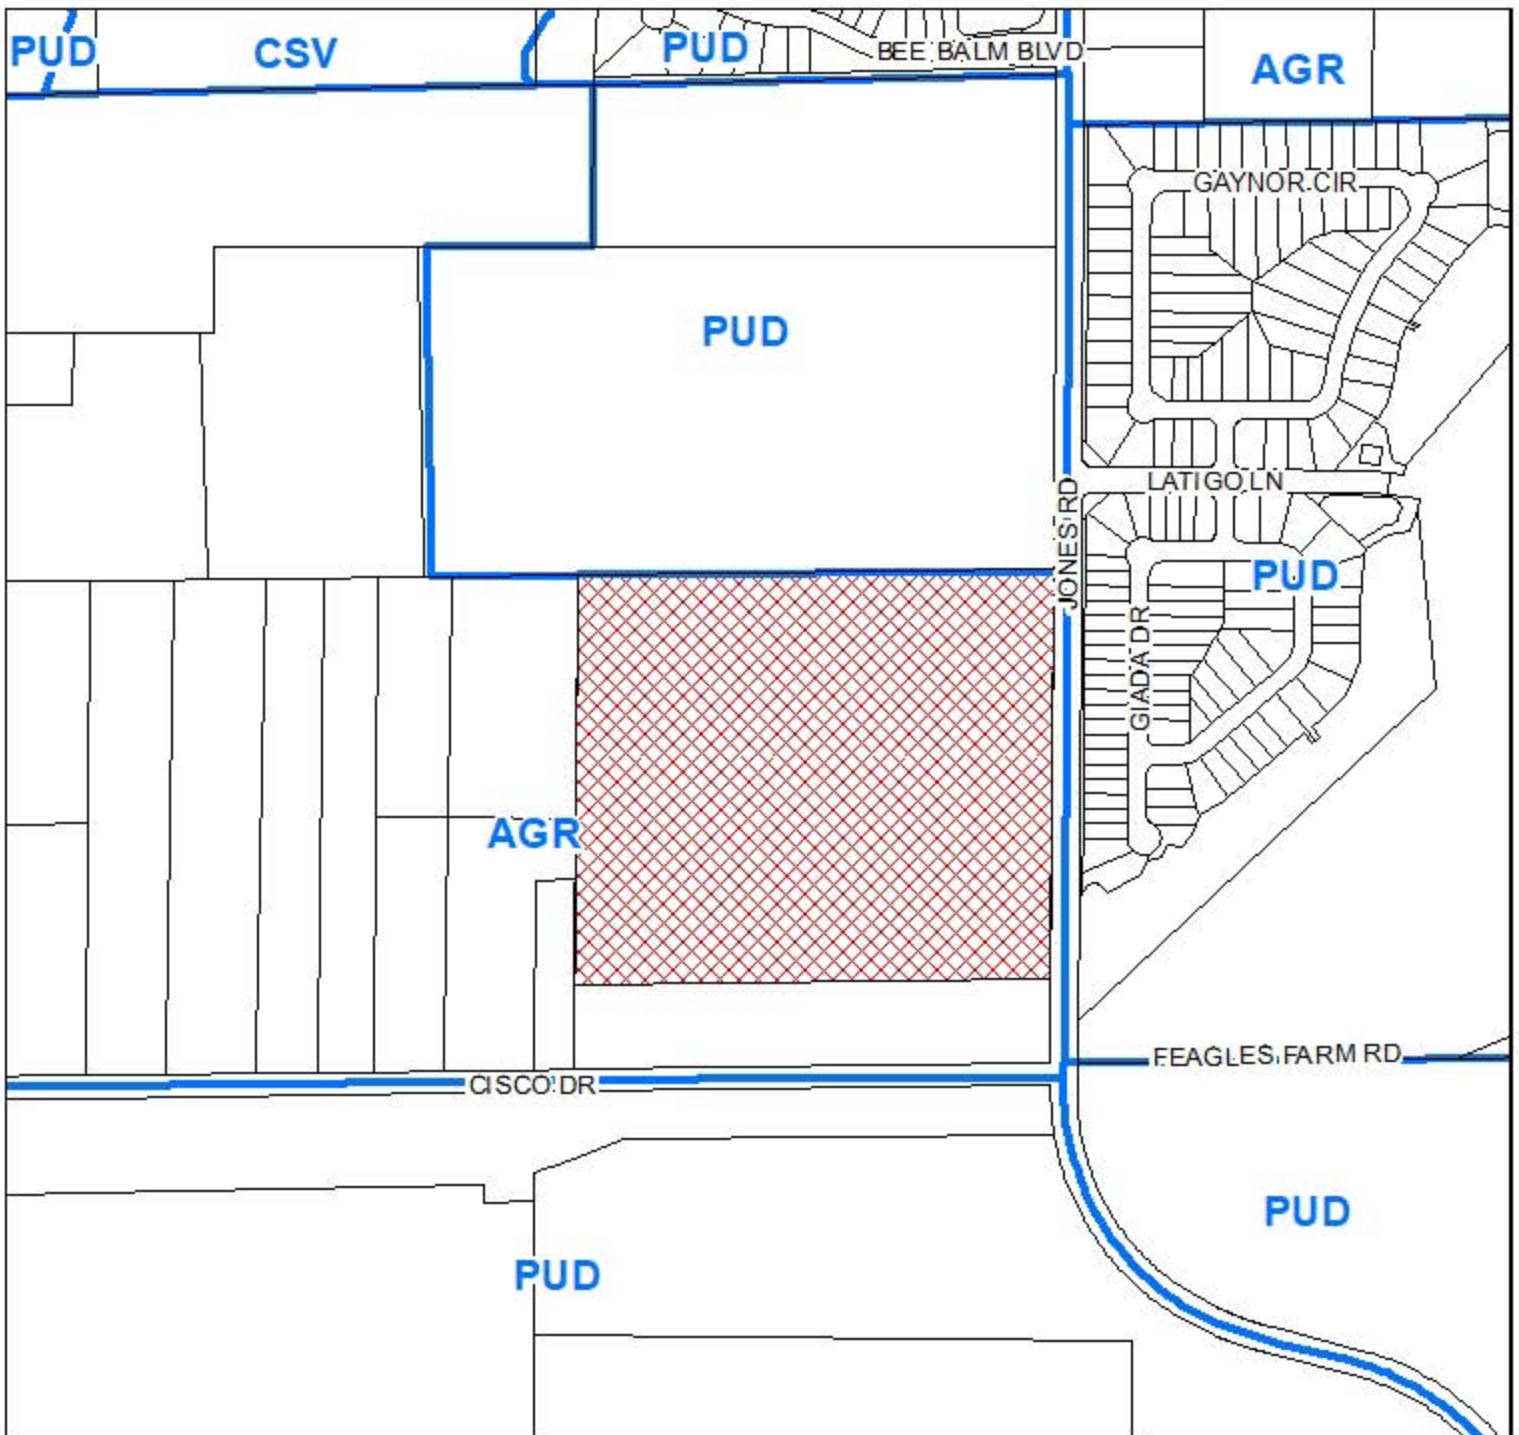 PUD
CSV
PUD
BEE BALM BLVD
AGR
GAYNOR CIR
PUD
LATIGO LN
JONES RD
PUD
GIADA DR
AGR
FEAGLES FARM RD
CISCO DR
PUD
PUD